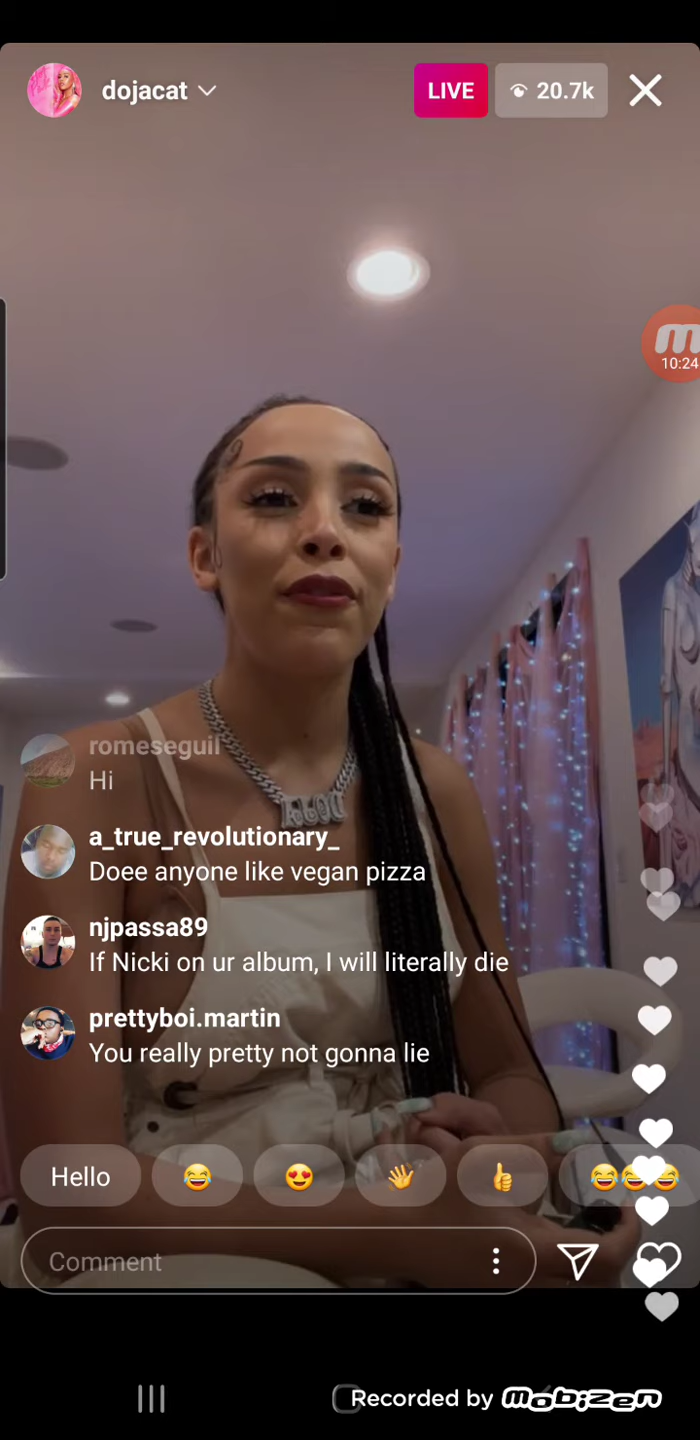 dojacat
LIVE
20.7k
10:24
romeseguil
Hi
a_true_revolutionary_
Doee anyone like vegan pizza
njpassa89
If Nicki on ur album, I will literally die
prettyboi.martin
You really pretty not gonna lie
Hello
Comment
Recorded by mobizen